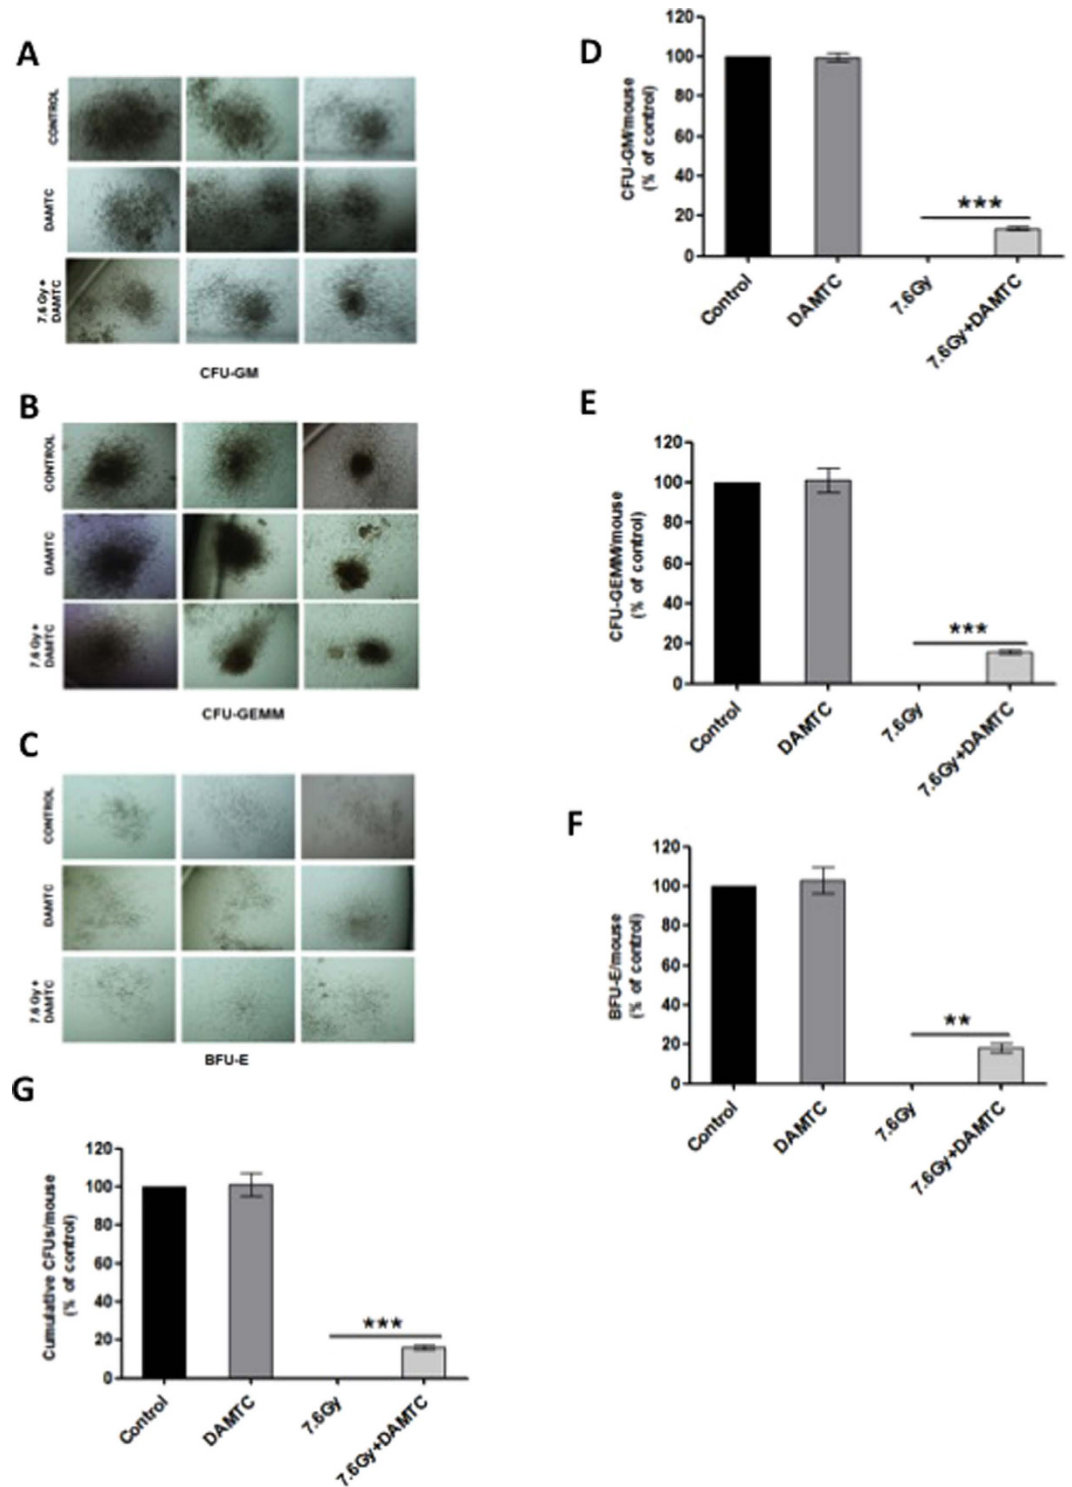 A
CONTROL
DAMTC
7.6 Gy+
DAMTC
CFU-GM
B
CONTROL
DAMTC
7.6 Gy+
DAMTC
CFU-GEMM
C
CONTROL
DAMTC
7.6 Gy+
DAMTC
BFU-E
D
CFU-GM/mouse
(% of control)
120
100
80
60
40
20
0
***
Control
DAMTC
7.6Gy
7.6Gy+DAMTC
E
CFU-GEMM/mouse
(% of control)
120
100
80
60
40
20
0
***
Control
DAMTC
7.6Gy
7.6Gy+DAMTC
F
BFU-E/mouse
(% of control)
120
100
80
60
40
20
0
**
Control
DAMTC
7.6Gy
7.6Gy+DAMTC
G
Cumulative CFUs/mouse
(% of control)
120
100
80
60
40
20
0
***
Control
DAMTC
7.6Gy
7.6Gy+DAMTC